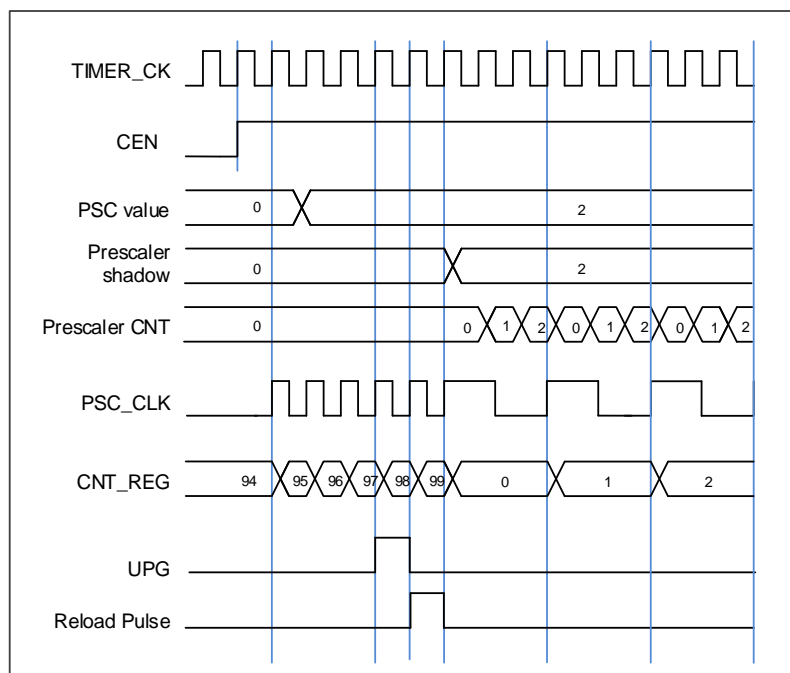 TIMER_CK
CEN
PSC value 0 2
Prescaler
shadow 0 2
Prescaler CNT 0 0 1 2 0 1 2 0 1 2
PSC_CLK
CNT_REG 94 95 96 97 98 99 0 1 2
UPG
Reload Pulse